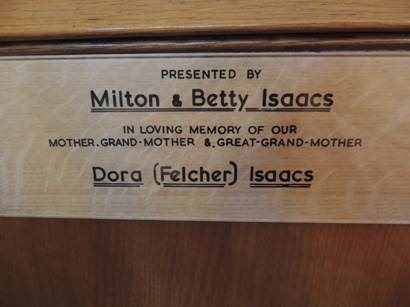 PRESENTED BY
Milton & Betty Isaacs
IN LOVING MEMORY OF OUR
MOTHER, GRAND-MOTHER & GREAT-GRAND-MOTHER
Dora (Felcher) Isaacs